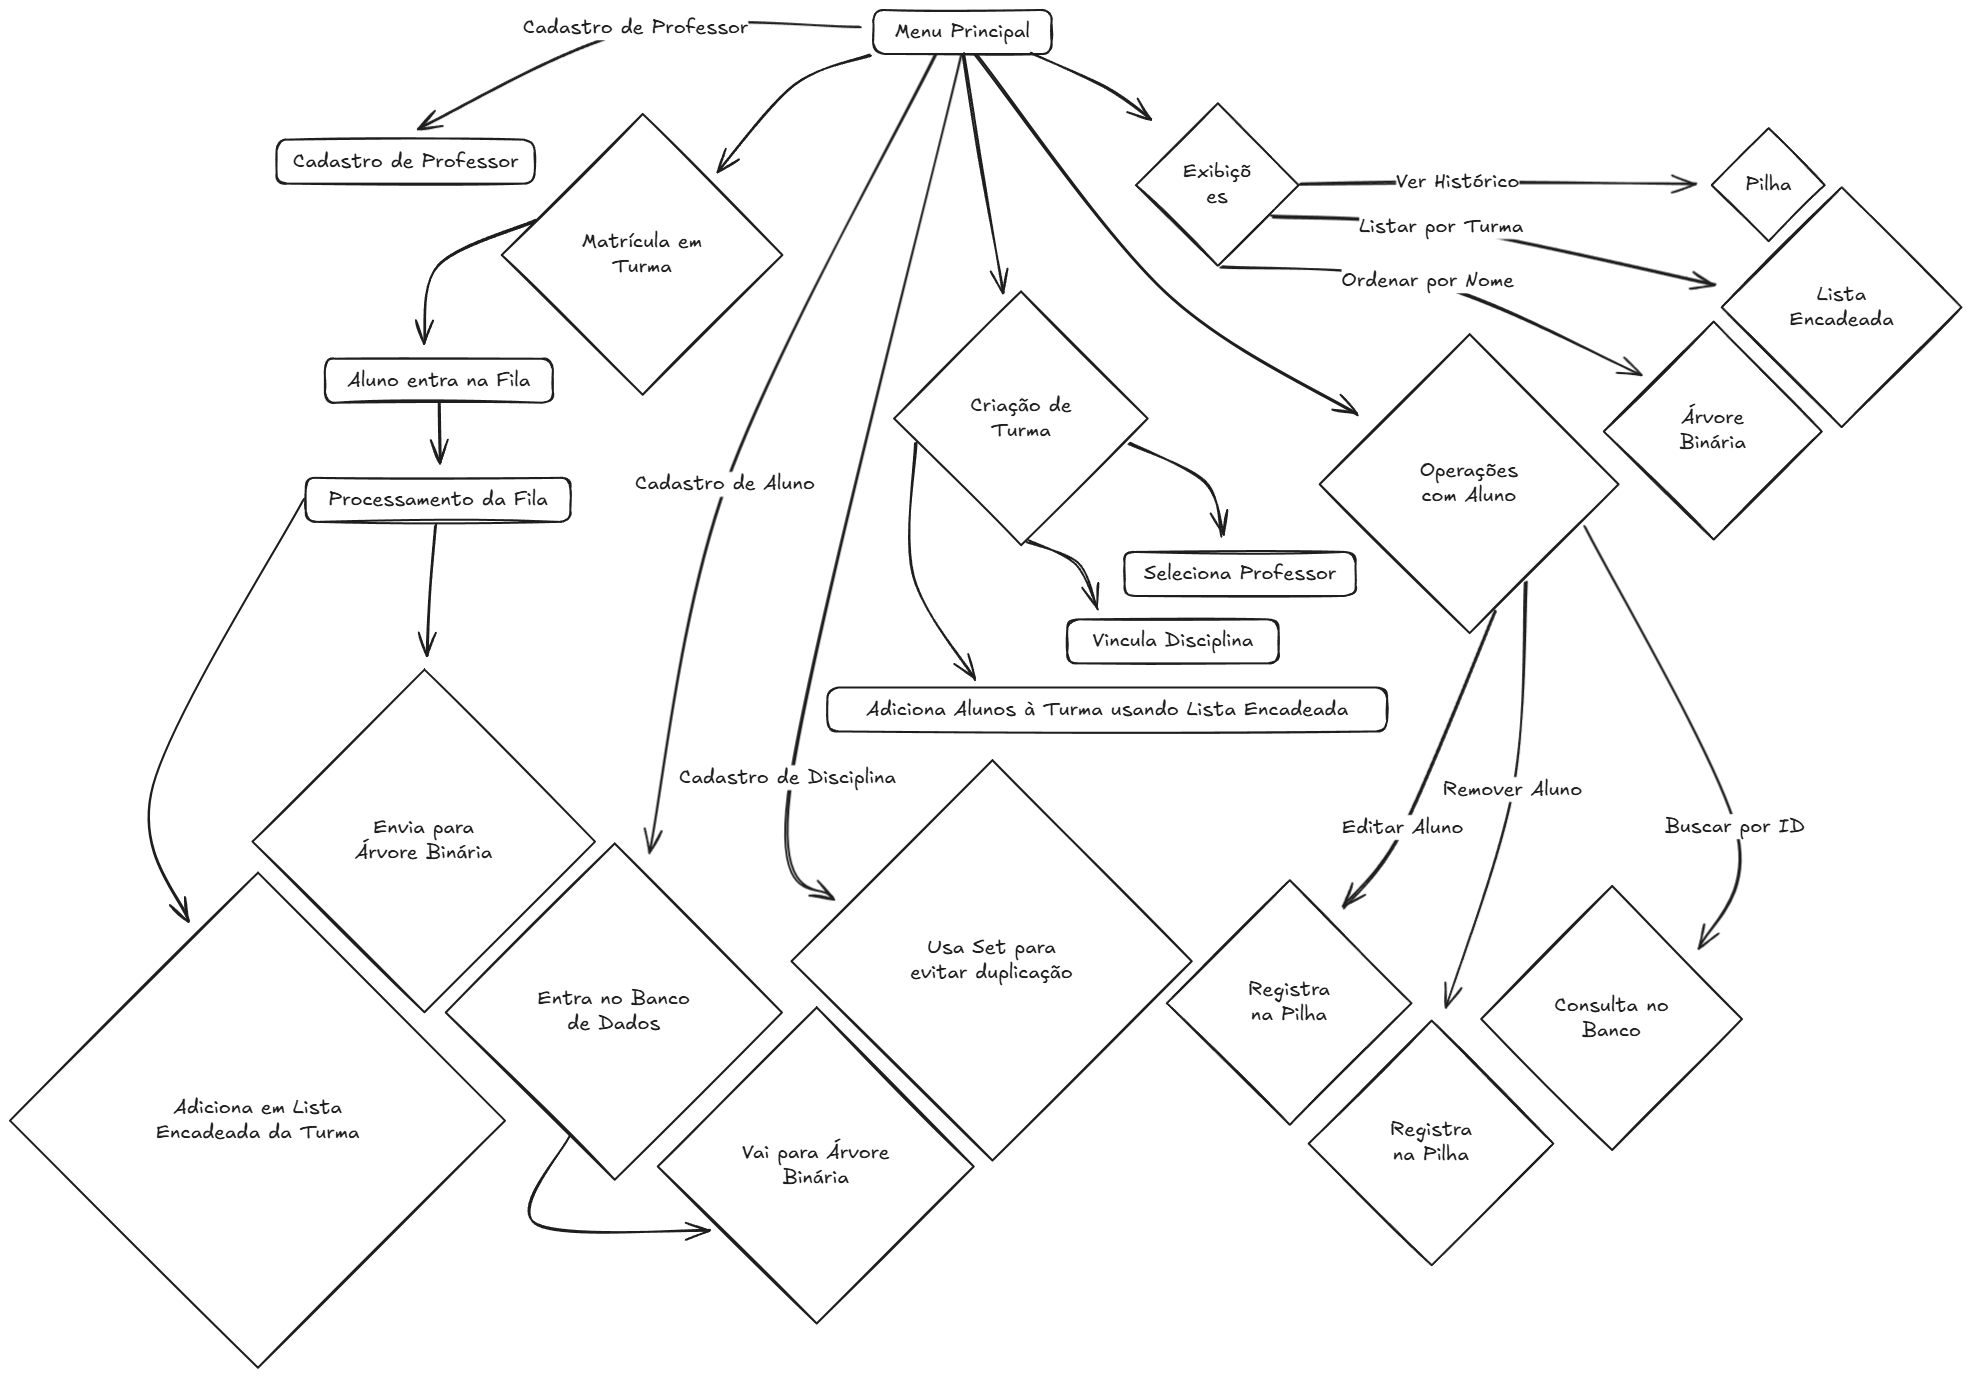 Cadastro de Professor
Menu Principal
Cadastro de Professor
Exibiçõ
es
Ver Histórico
Pilha
Listar por Turma
Matrícula em
Turma
Ordenar por Nome
Lista
Encadeada
Aluno entra na Fila
Criação de
Turma
Árvore
Binária
Operações
com Aluno
Cadastro de Aluno
Processamento da Fila
Seleciona Professor
Vincula Disciplina
Adiciona Alunos à Turma usando Lista Encadeada
Cadastro de Disciplina
Remover Aluno
Editar Aluno
Buscar por ID
Envia para
Árvore Binária
Usa Set para
evitar duplicação
Entra no Banco
de Dados
Registra
na Pilha
Consulta no
Banco
Adiciona em Lista
Encadeada da Turma
Registra
na Pilha
Vai para Árvore
Binária